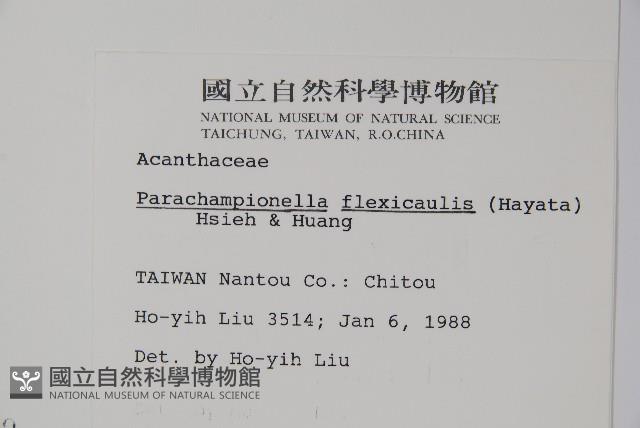 國立自然科學博物館
NATIONAL MUSEUM OF NATURAL SCIENCE
TAICHUNG, TAIWAN, R.O.CHINA
Acanthaceae
Parachampionella flexicaulis (Hayata)
Hsieh & Huang
TAIWAN Nantou Co.: Chitou
Ho-yih Liu 3514; Jan 6, 1988
Det. by Ho-yih Liu
國立自然科學博物館
NATIONAL MUSEUM OF NATURAL SCIENCE